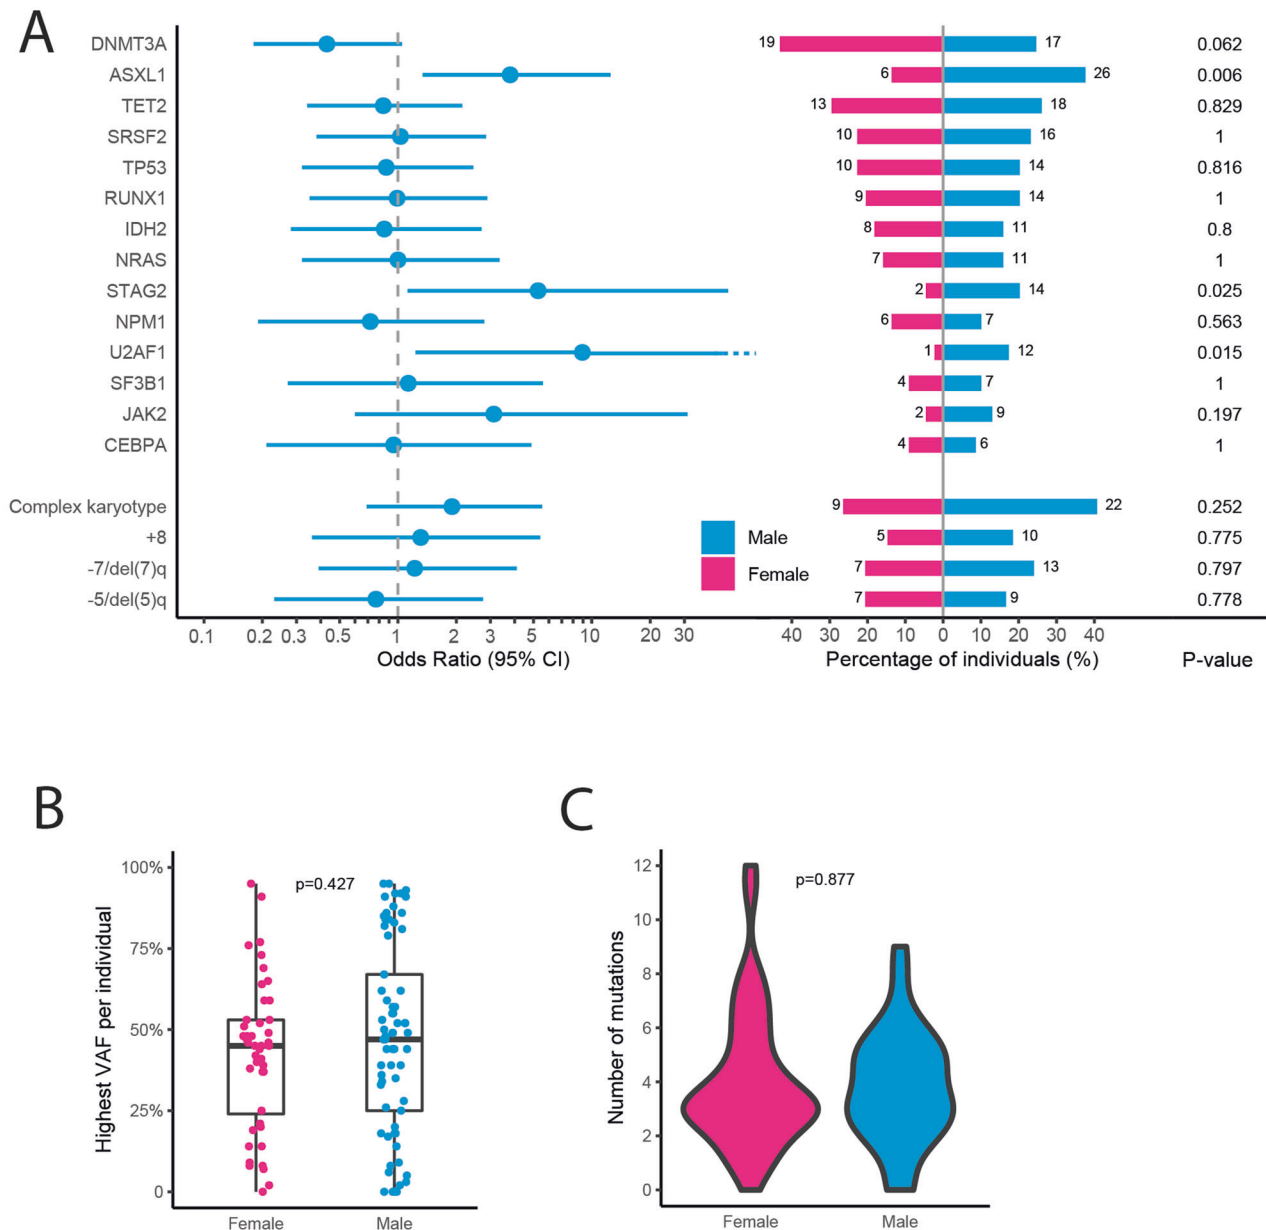 A
DNMT3A 19 17 0.062
ASXL1 6 26 0.006
TET2 13 18 0.829
SRSF2 10 16 1
TP53 10 14 0.816
RUNX1 9 14 1
IDH2 8 11 0.8
NRAS 7 11 1
STAG2 2 14 0.025
NPM1 6 7 0.563
U2AF1 1 12 0.015
SF3B1 4 7 1
JAK2 2 9 0.197
CEBPA 4 6 1
Complex karyotype 9 22 0.252
+8 5 10 0.775
-7/del(7)q 7 13 0.797
-5/del(5)q 7 9 0.778
Male
Female
0.1 0.2 0.3 0.5 1 2 3 5 10 20 30 40 30 20 10 0 10 20 30 40
Odds Ratio (95% CI) Percentage of individuals (%) P-value
B
Highest VAF per individual
100%
75%
50%
25%
0
p=0.427
Female Male
C
Number of mutations
12
10
8
6
4
2
0
p=0.877
Female Male